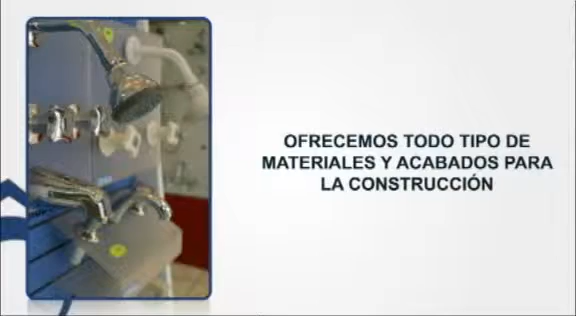 OFRECEMOS TODO TIPO DE
MATERIALES Y ACABADOS PARA
LA CONSTRUCCIÓN